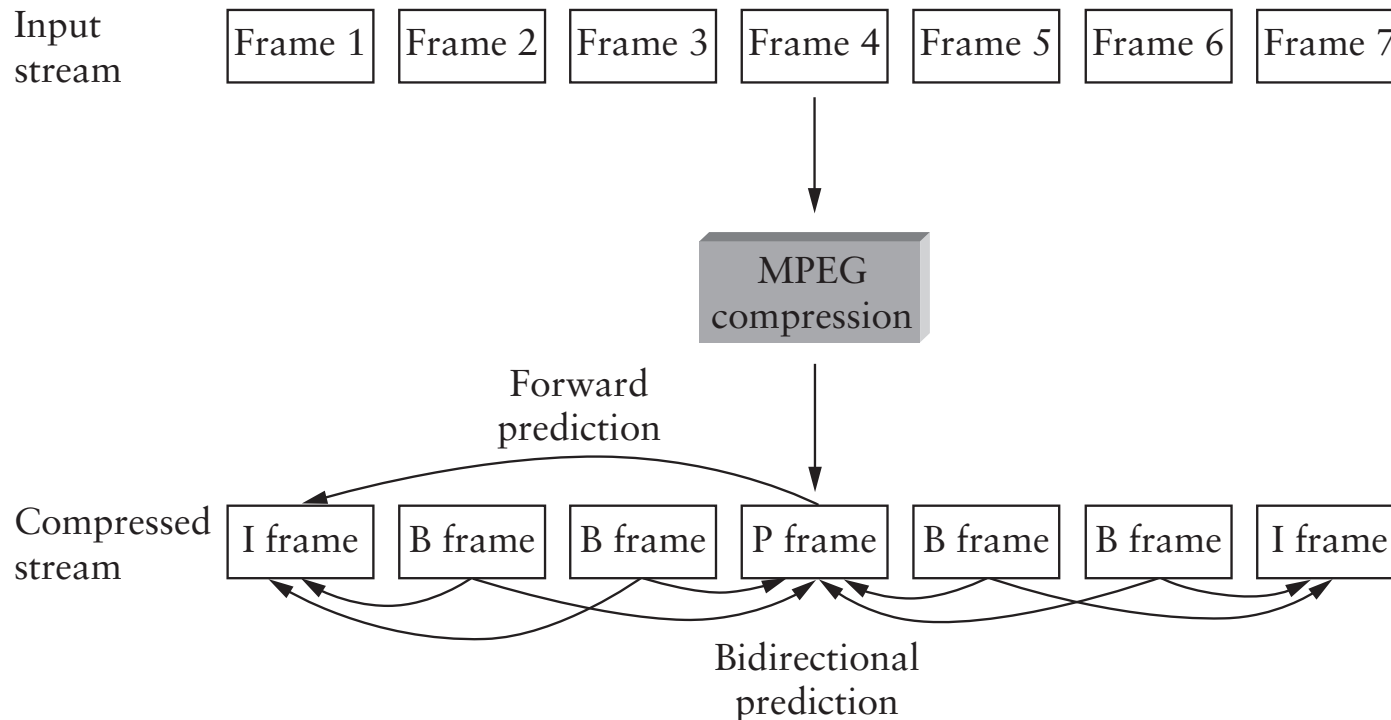 Input
stream
Frame 1 Frame 2 Frame 3 Frame 4 Frame 5 Frame 6 Frame 7
MPEG
compression
Forward
prediction
Compressed
stream
I frame B frame B frame P frame B frame B frame I frame
Bidirectional
prediction